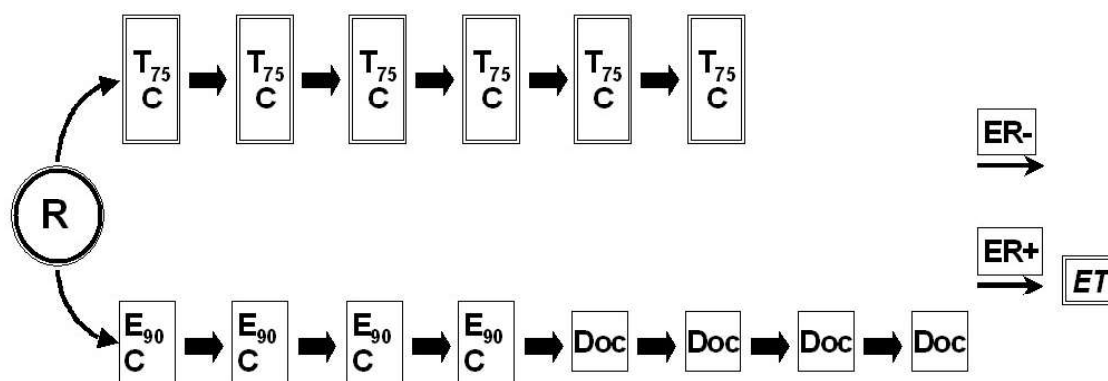 T75 T75 T75 T75 T75 T75
C C C C C C
ER-
R
ER+
ET
E90 E90 E90 E90 Doc Doc Doc Doc
C C C C